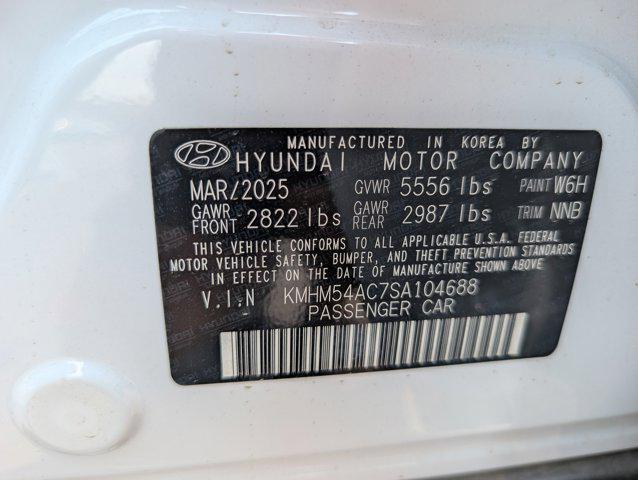 MANUFACTURED IN KOREA BY
HYUNDAI MOTOR COMPANY
MAR/2025 GVWR 5556 lbs PAINT W6H
GAWR FRONT 2822 lbs GAWR REAR 2987 lbs TRIM NNB
THIS VEHICLE CONFORMS TO ALL APPLICABLE U.S.A. FEDERAL
MOTOR VEHICLE SAFETY, BUMPER, AND THEFT PREVENTION STANDARDS
IN EFFECT ON THE DATE OF MANUFACTURE SHOWN ABOVE.
V.I.N KMHM54AC7SA104688
PASSENGER CAR